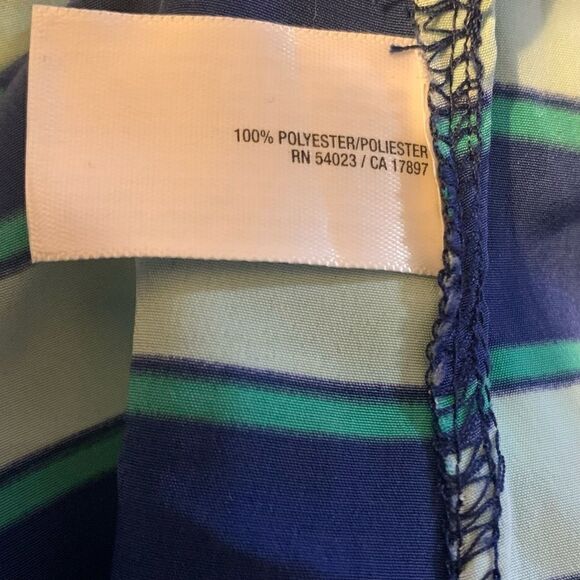 100% POLYESTER/POLIESTER
RN 54023 / CA 17897